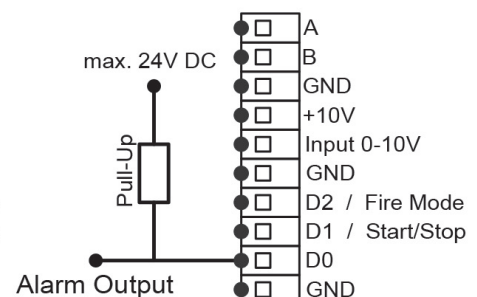 A
B
max. 24V DC
GND
+10V
Pull-Up
Input 0-10V
GND
D2 / Fire Mode
D1 / Start/Stop
D0
Alarm Output
GND